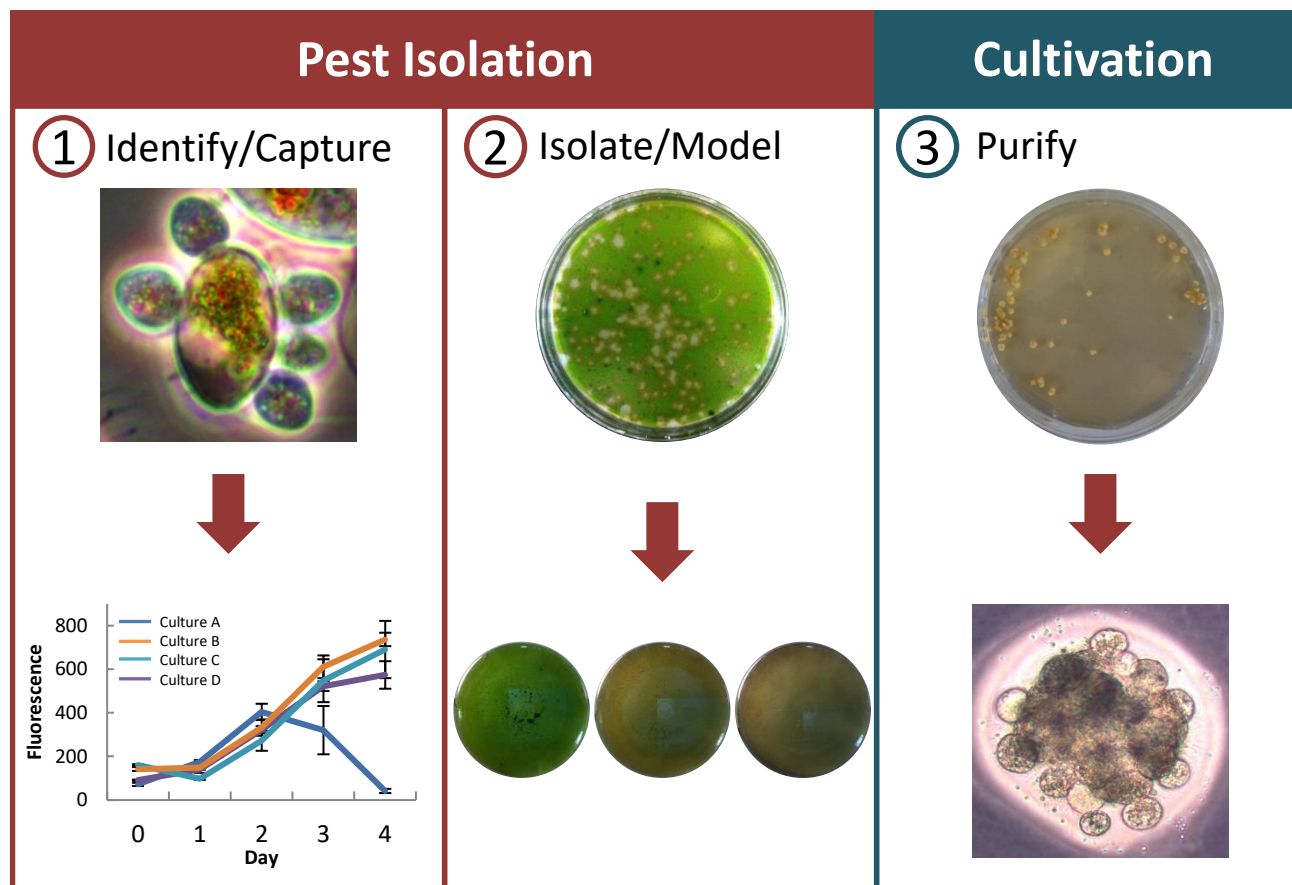 Pest Isolation
Cultivation
1 Identify/Capture
2 Isolate/Model
3 Purify
Culture A
Culture B
Culture C
Culture D
800
600
400
200
0
Fluorescence
0 1 2 3 4
Day